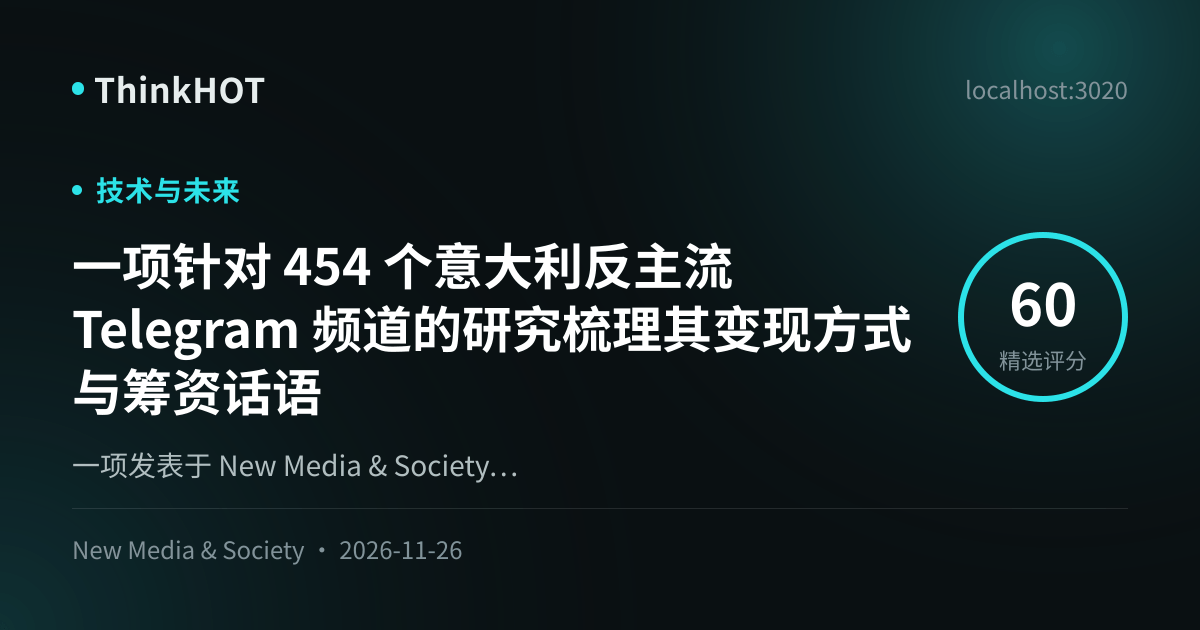 ThinkHOT
localhost:3020
技术与未来
一项针对 454 个意大利反主流
Telegram 频道的研究梳理其变现方式
与筹资话语
60
精选评分
一项发表于 New Media & Society…
New Media & Society · 2026-11-26